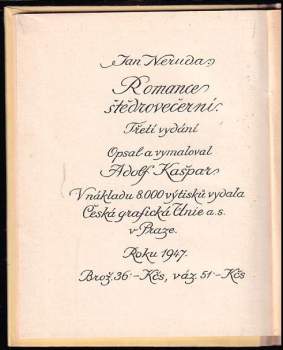 Jan Neruda
Romance
štědrovečerní
Třetí vydání
Opsal a vymaloval
Adolf Kašpar
V nákladu 8.000 výtisků vydala
Česká grafická Unie a.s.
v Praze.
Roku 1947.
Brož. 36·– Kčs, váz. 51·– Kčs